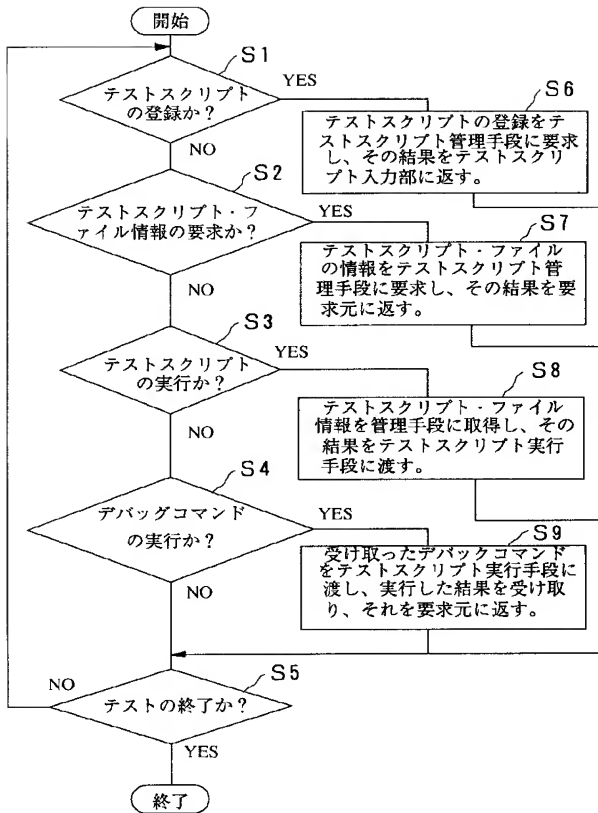 開始
S1
テストスクリプト
の登録か?
YES
NO
S6
テストスクリプトの登録をテ
ストスクリプト管理手段に要求
し、その結果をテストスクリ
プト入力部に返す。
S2
テストスクリプト・フ
ァイル情報の要求か?
YES
NO
S7
テストスクリプト・ファイル
の情報をテストスクリプト管
理手段に要求し、その結果を要
求元に返す。
S3
テストスクリプト
の実行か?
YES
NO
S8
テストスクリプト・ファイル
情報を管理手段に取得し、その
結果をテストスクリプト実行
手段に渡す。
S4
デバッグコマンド
の実行か?
YES
NO
S9
受け取ったデバックコマンド
をテストスクリプト実行手段に
渡し、実行した結果を受け取
り、それを要求元に返す。
S5
テストの終了か?
NO
YES
終了